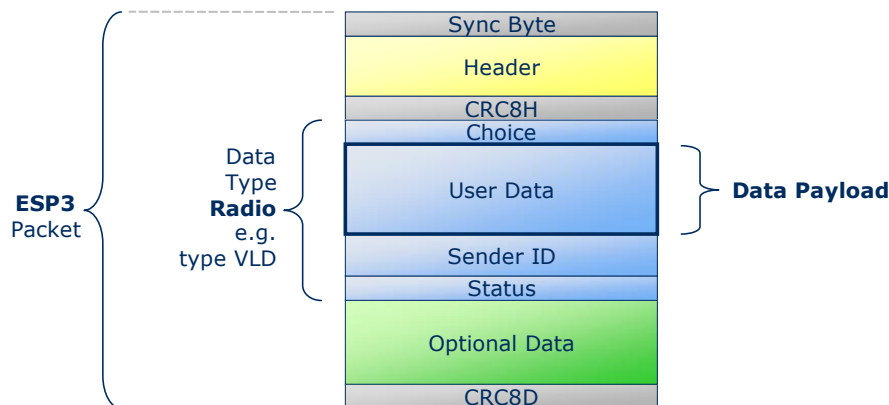 Sync Byte
Header
CRC8H
Choice
Data
Type
Radio
e.g.
type VLD
User Data
Data Payload
ESP3
Packet
Sender ID
Status
Optional Data
CRC8D